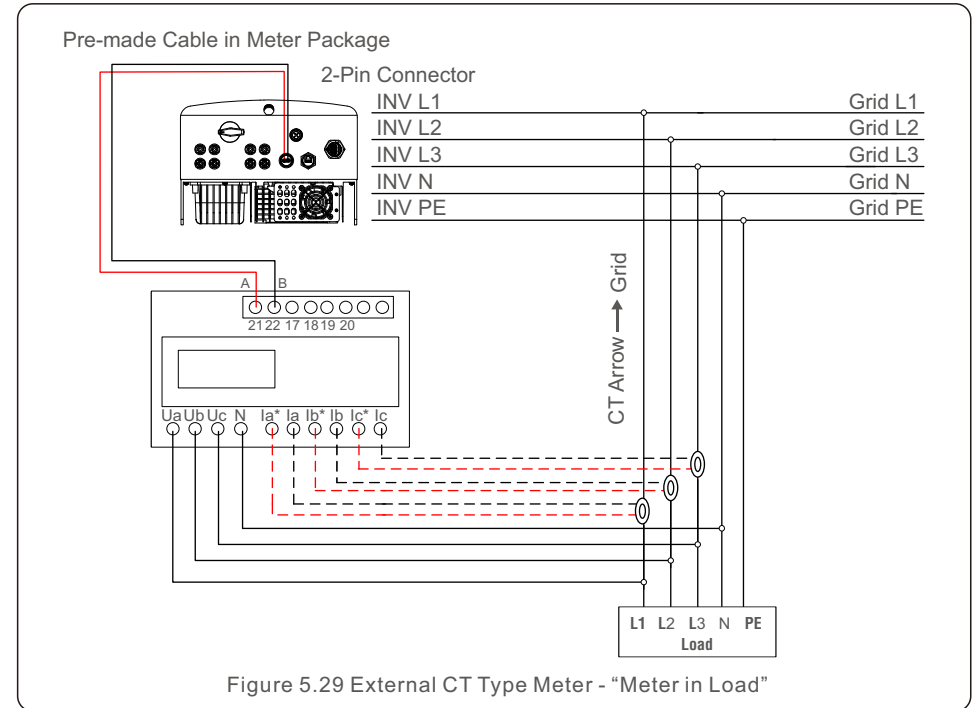 Pre-made Cable in Meter Package
2-Pin Connector
INV L1 Grid L1
INV L2 Grid L2
INV L3 Grid L3
INV N Grid N
INV PE Grid PE
CT Arrow → Grid
A B
21 22 17 18 19 20
Ua Ub Uc N Ia* Ia Ib* Ib Ic* Ic
L1 L2 L3 N PE
Load
Figure 5.29 External CT Type Meter - “Meter in Load”